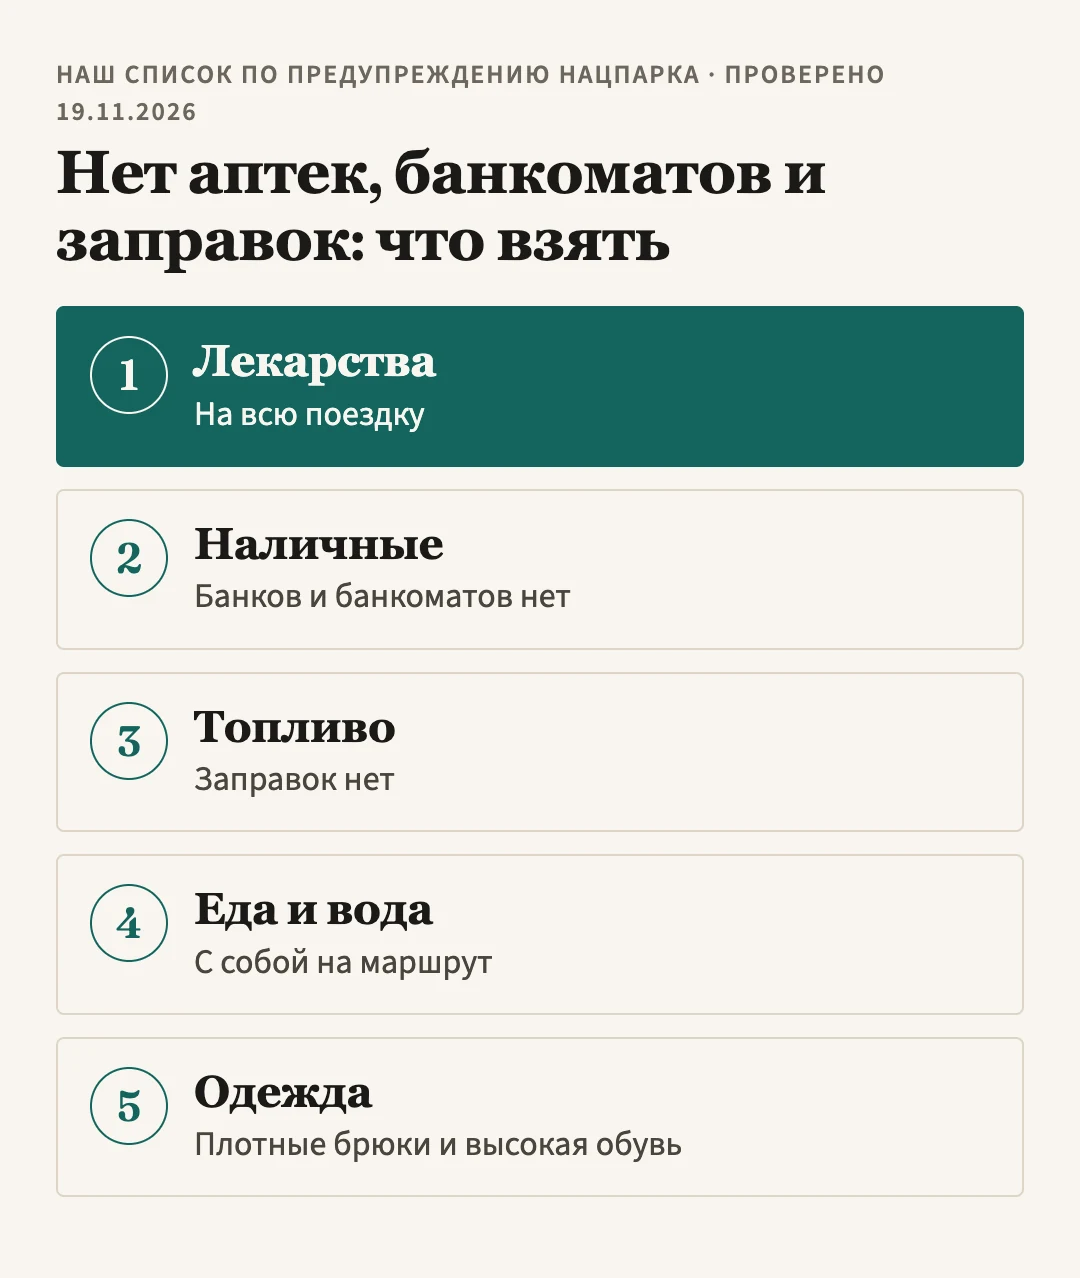 НАШ СПИСОК ПО ПРЕДУПРЕЖДЕНИЮ НАЦПАРКА · ПРОВЕРЕНО
19.11.2026
Нет аптек, банкоматов и
заправок: что взять
1
Лекарства
На всю поездку
2
Наличные
Банков и банкоматов нет
3
Топливо
Заправок нет
4
Еда и вода
С собой на маршрут
5
Одежда
Плотные брюки и высокая обувь